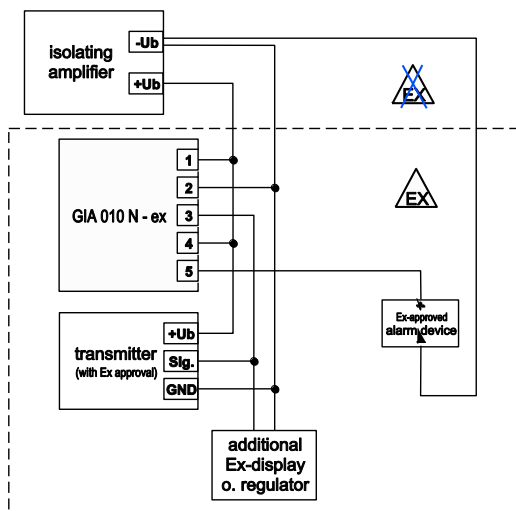 isolating
amplifier
-Ub
+Ub
EX
1
2
GIA 010 N - ex
3
4
5
EX
+
Ex-approved
alarm device
transmitter
(with Ex approval)
+Ub
Sig.
GND
additional
Ex-display
o. regulator